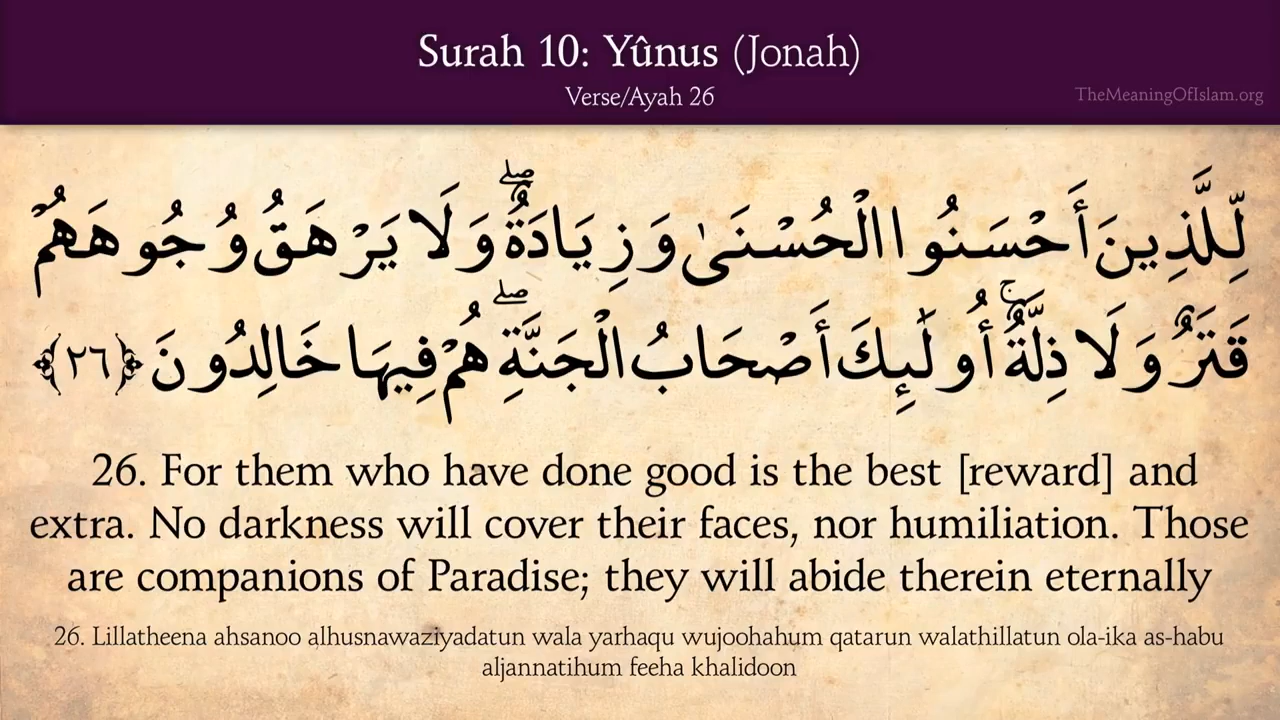 Surah 10: Yûnus (Jonah)
Verse/Ayah 26
TheMeaningOfIslam.org
لِّلَّذِينَ أَحْسَنُوا الْحُسْنَىٰ وَزِيَادَةٌ ۖ وَلَا يَرْهَقُ وُجُوهَهُمْ
قَتَرٌ وَلَا ذِلَّةٌ ۚ أُولَٰئِكَ أَصْحَابُ الْجَنَّةِ ۖ هُمْ فِيهَا خَالِدُونَ ﴿٢٦﴾
26. For them who have done good is the best [reward] and
extra. No darkness will cover their faces, nor humiliation. Those
are companions of Paradise; they will abide therein eternally
26. Lillatheena ahsanoo alhusnawaziyadatun wala yarhaqu wujoohahum qatarun walathillatun ola-ika as-habu
aljannatihum feeha khalidoon